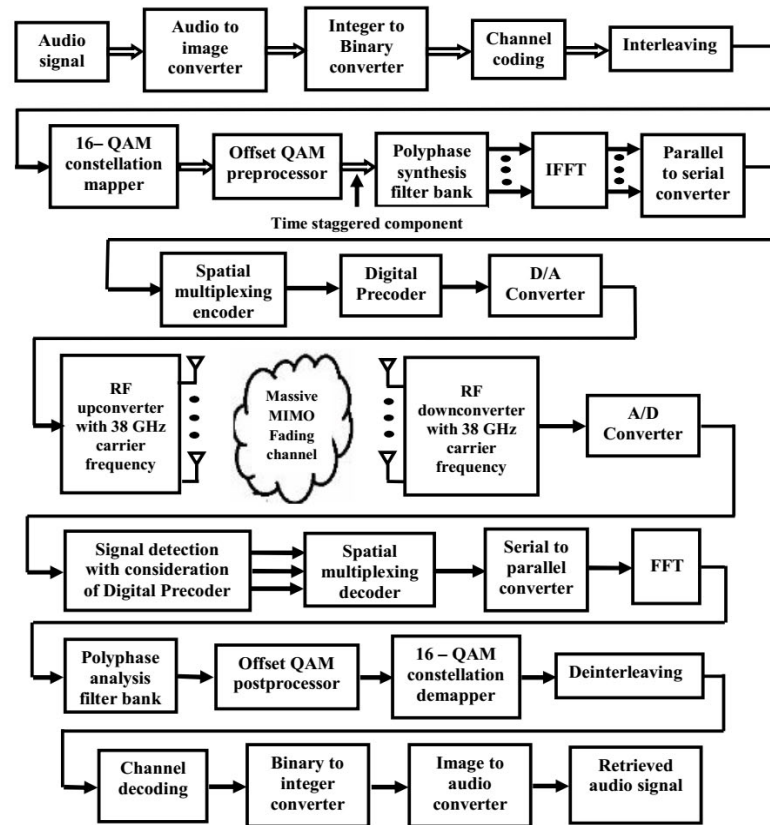 Audio
signal
Audio to
image
converter
Integer to
Binary
converter
Channel
coding
Interleaving
16– QAM
constellation
mapper
Offset QAM
preprocessor
Polyphase
synthesis
filter bank
IFFT
Parallel
to serial
converter
Time staggered component
Spatial
multiplexing
encoder
Digital
Precoder
D/A
Converter
RF
upconverter
with 38 GHz
carrier
frequency
Massive
MIMO
Fading
channel
RF
downconverter
with 38 GHz
carrier
frequency
A/D
Converter
Signal detection
with consideration
of Digital Precoder
Spatial
multiplexing
decoder
Serial to
parallel
converter
FFT
Polyphase
analysis
filter bank
Offset QAM
postprocessor
16 – QAM
constellation
demapper
Deinterleaving
Channel
decoding
Binary to
integer
converter
Image to
audio
converter
Retrieved
audio signal